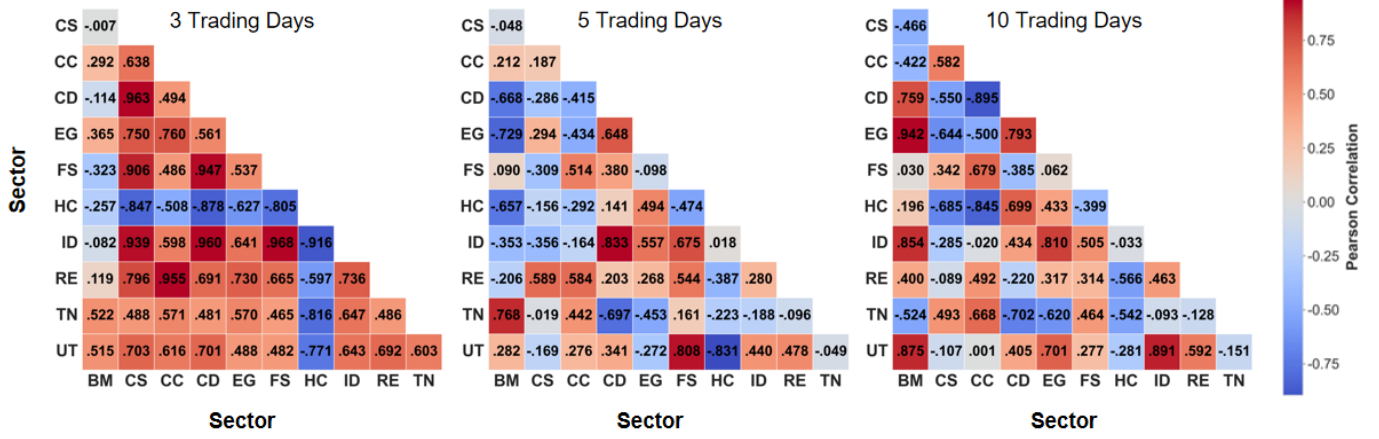 3 Trading Days
5 Trading Days
10 Trading Days
CS -.007
CC .292 .638
CD -.114 .963 .494
EG .365 .750 .760 .561
FS -.323 .906 .486 .947 .537
HC -.257 -.847 -.508 -.878 -.627 -.805
ID -.082 .939 .598 .960 .641 .968 -.916
RE .119 .796 .955 .691 .730 .665 -.597 .736
TN .522 .488 .571 .481 .570 .465 -.816 .647 .486
UT .515 .703 .616 .701 .488 .482 -.771 .643 .692 .603
BM CS CC CD EG FS HC ID RE TN
Sector
Sector
CS -.048
CC .212 .187
CD -.668 -.286 -.415
EG -.729 .294 -.434 .648
FS .090 -.309 .514 .380 -.098
HC -.657 -.156 -.292 .141 .494 -.474
ID -.353 -.356 -.164 .833 .557 .675 .018
RE -.206 .589 .584 .203 .268 .544 -.387 .280
TN .768 -.019 .442 -.697 -.453 .161 -.223 -.188 -.096
UT .282 -.169 .276 .341 -.272 .808 -.831 .440 .478 -.049
BM CS CC CD EG FS HC ID RE TN
Sector
CS -.466
CC -.422 .582
CD .759 -.550 -.895
EG .942 -.644 -.500 .793
FS .030 .342 .679 -.385 .062
HC .196 -.685 -.845 .699 .433 -.399
ID .854 -.285 -.020 .434 .810 .505 -.033
RE .400 -.089 .492 -.220 .317 .314 -.566 .463
TN -.524 .493 .668 -.702 -.620 .464 -.542 -.093 -.128
UT .875 -.107 .001 .405 .701 .277 -.281 .891 .592 -.151
BM CS CC CD EG FS HC ID RE TN
Sector
0.75
0.50
0.25
0.00
-0.25
-0.50
-0.75
Pearson Correlation